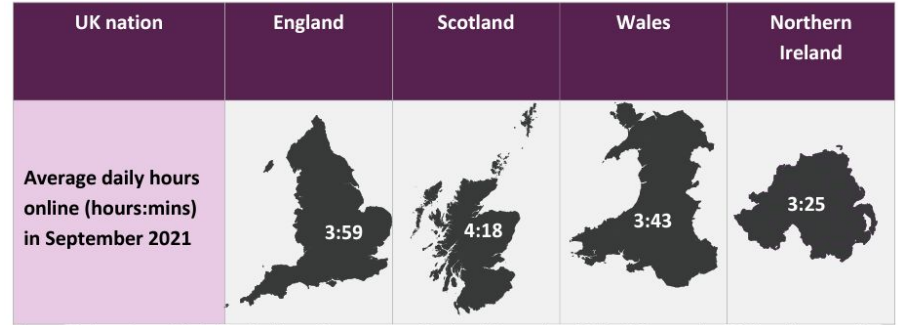 UK nation
England
Scotland
Wales
Northern
Ireland
Average daily hours
online (hours:mins)
in September 2021
3:59
4:18
3:43
3:25